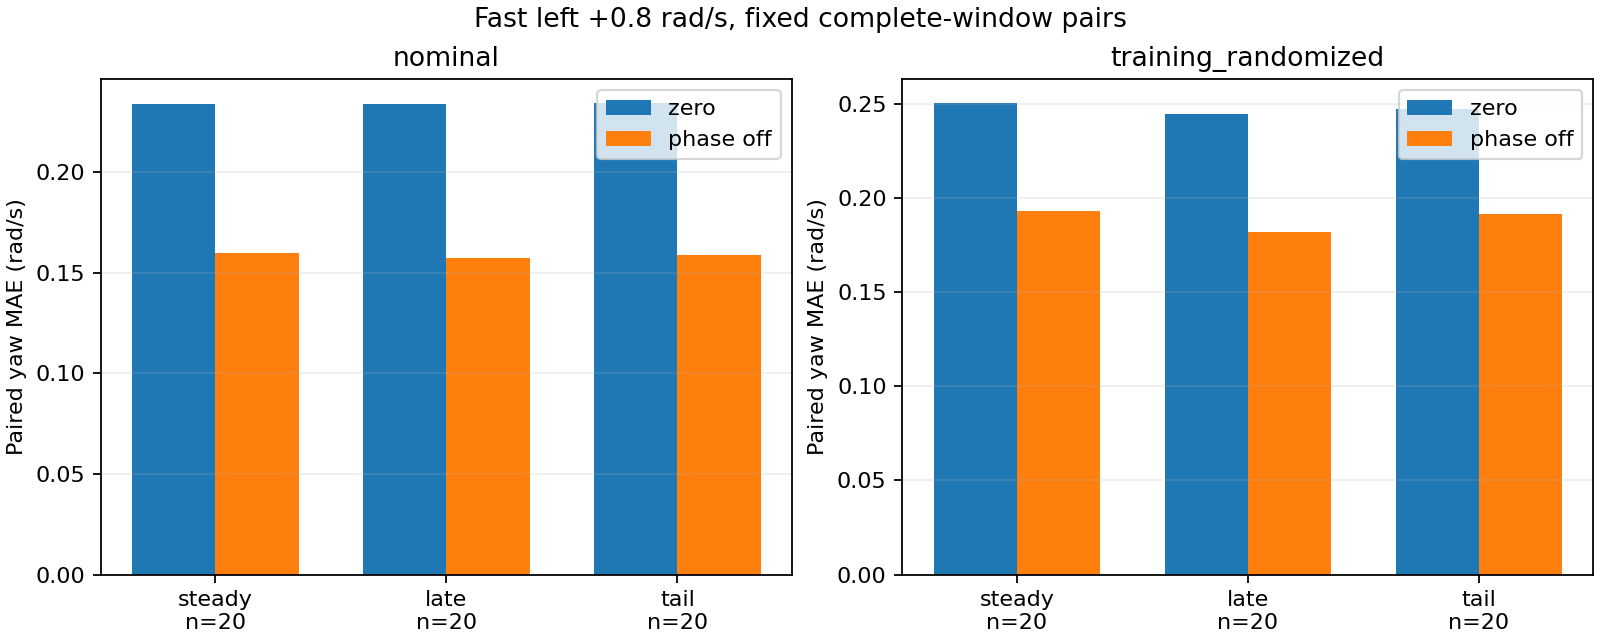 Fast left +0.8 rad/s, fixed complete-window pairs
nominal
Paired yaw MAE (rad/s)
0.20
0.15
0.10
0.05
0.00
zero
phase off
steady
n=20
late
n=20
tail
n=20
training_randomized
Paired yaw MAE (rad/s)
0.25
0.20
0.15
0.10
0.05
0.00
zero
phase off
steady
n=20
late
n=20
tail
n=20